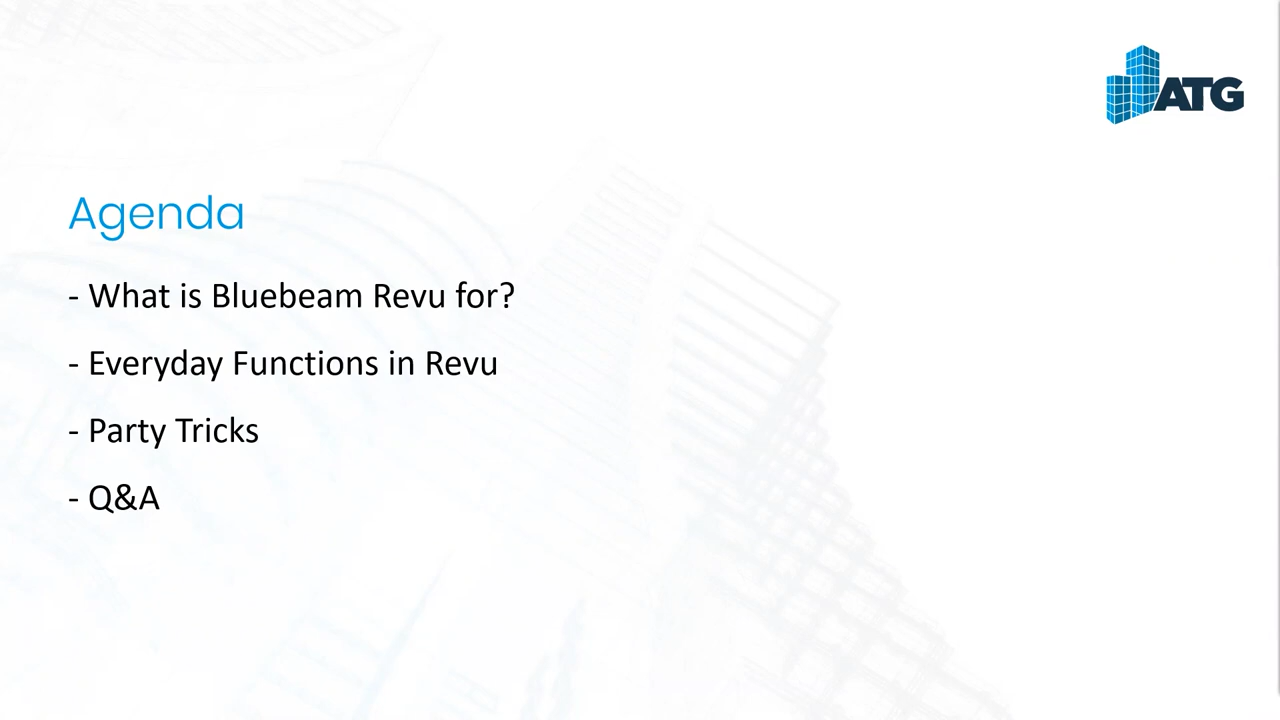 ATG
Agenda
- What is Bluebeam Revu for?
- Everyday Functions in Revu
- Party Tricks
- Q&A